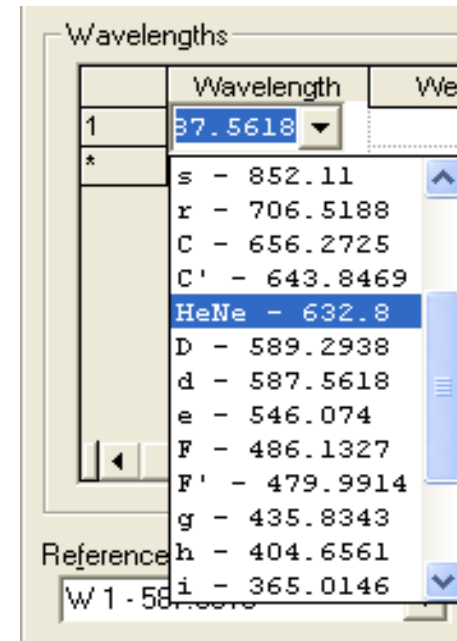 Wavelengths
Wavelength
1
87.5618
*
s - 852.11
r - 706.5188
C - 656.2725
C' - 643.8469
HeNe - 632.8
D - 589.2938
d - 587.5618
e - 546.074
F - 486.1327
F' - 479.9914
g - 435.8343
h - 404.6561
i - 365.0146
Reference
W 1 - 58